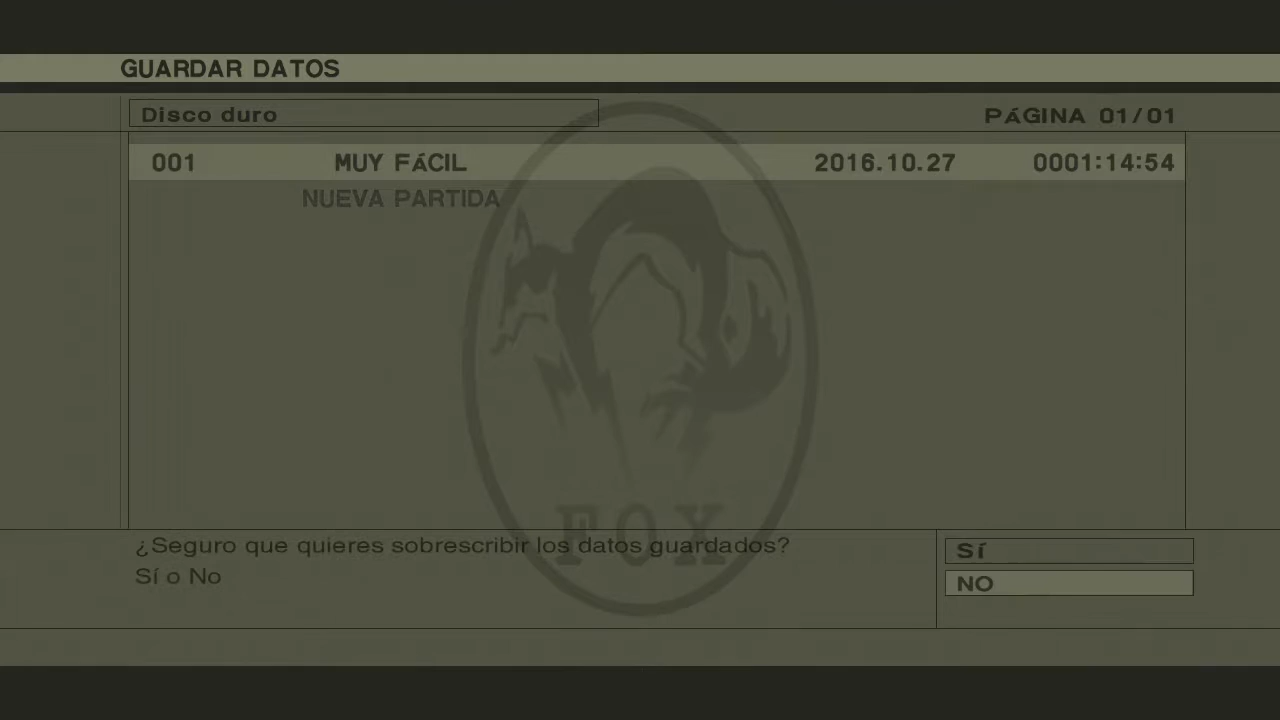 GUARDAR DATOS
Disco duro PÁGINA 01/01
001 MUY FÁCIL 2016.10.27 0001:14:54
NUEVA PARTIDA
FOX
¿Seguro que quieres sobrescribir los datos guardados?
Sí o No
SÍ
NO